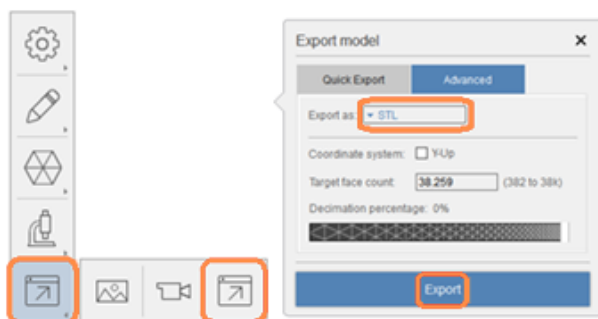 Export model
Quick Export
Advanced
Export as: STL
Coordinate system: Y-Up
Target face count: 38.259 (382 to 38k)
Decimation percentage: 0%
Export